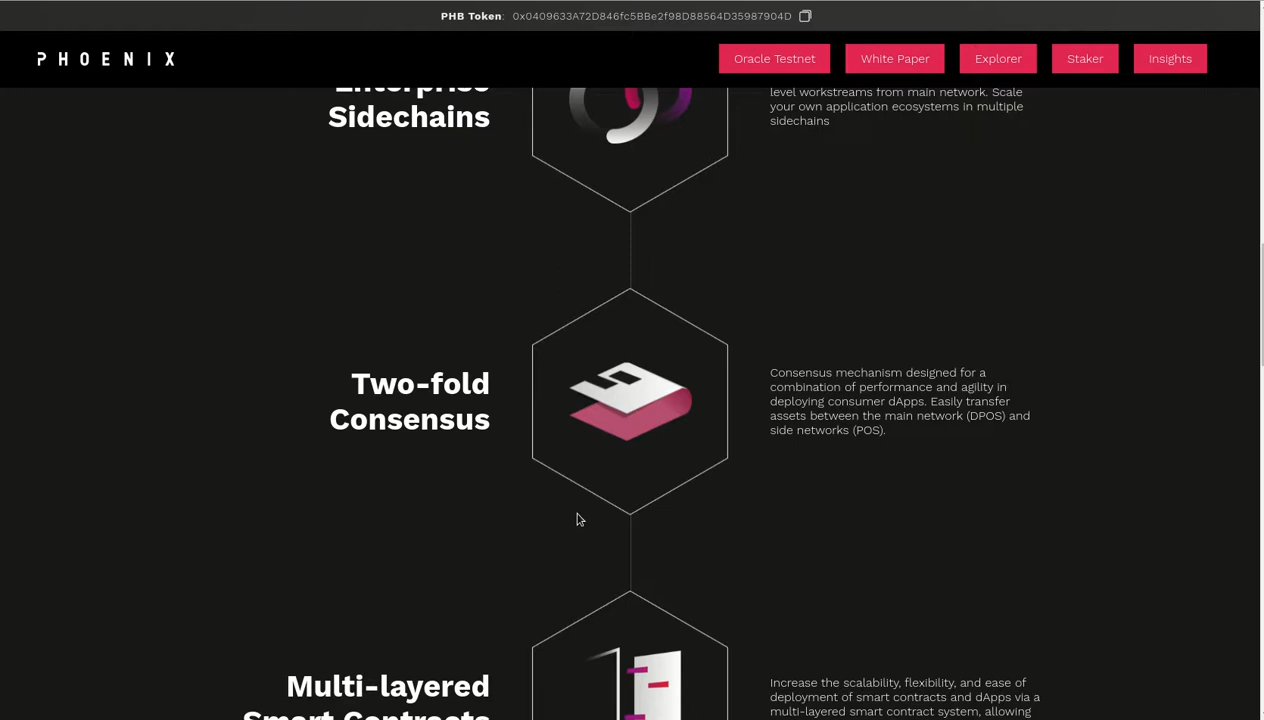 PHB Token: 0x0409633A72D846fc5BBe2f98D88564D35987904D
PHOENIX
Oracle Testnet
White Paper
Explorer
Staker
Insights
Enterprise
Sidechains
level workstreams from main network. Scale
your own application ecosystems in multiple
sidechains
Two-fold
Consensus
Consensus mechanism designed for a
combination of performance and agility in
deploying consumer dApps. Easily transfer
assets between the main network (DPOS) and
side networks (POS).
Multi-layered
Smart Contracts
Increase the scalability, flexibility, and ease of
deployment of smart contracts and dApps via a
multi-layered smart contract system, allowing